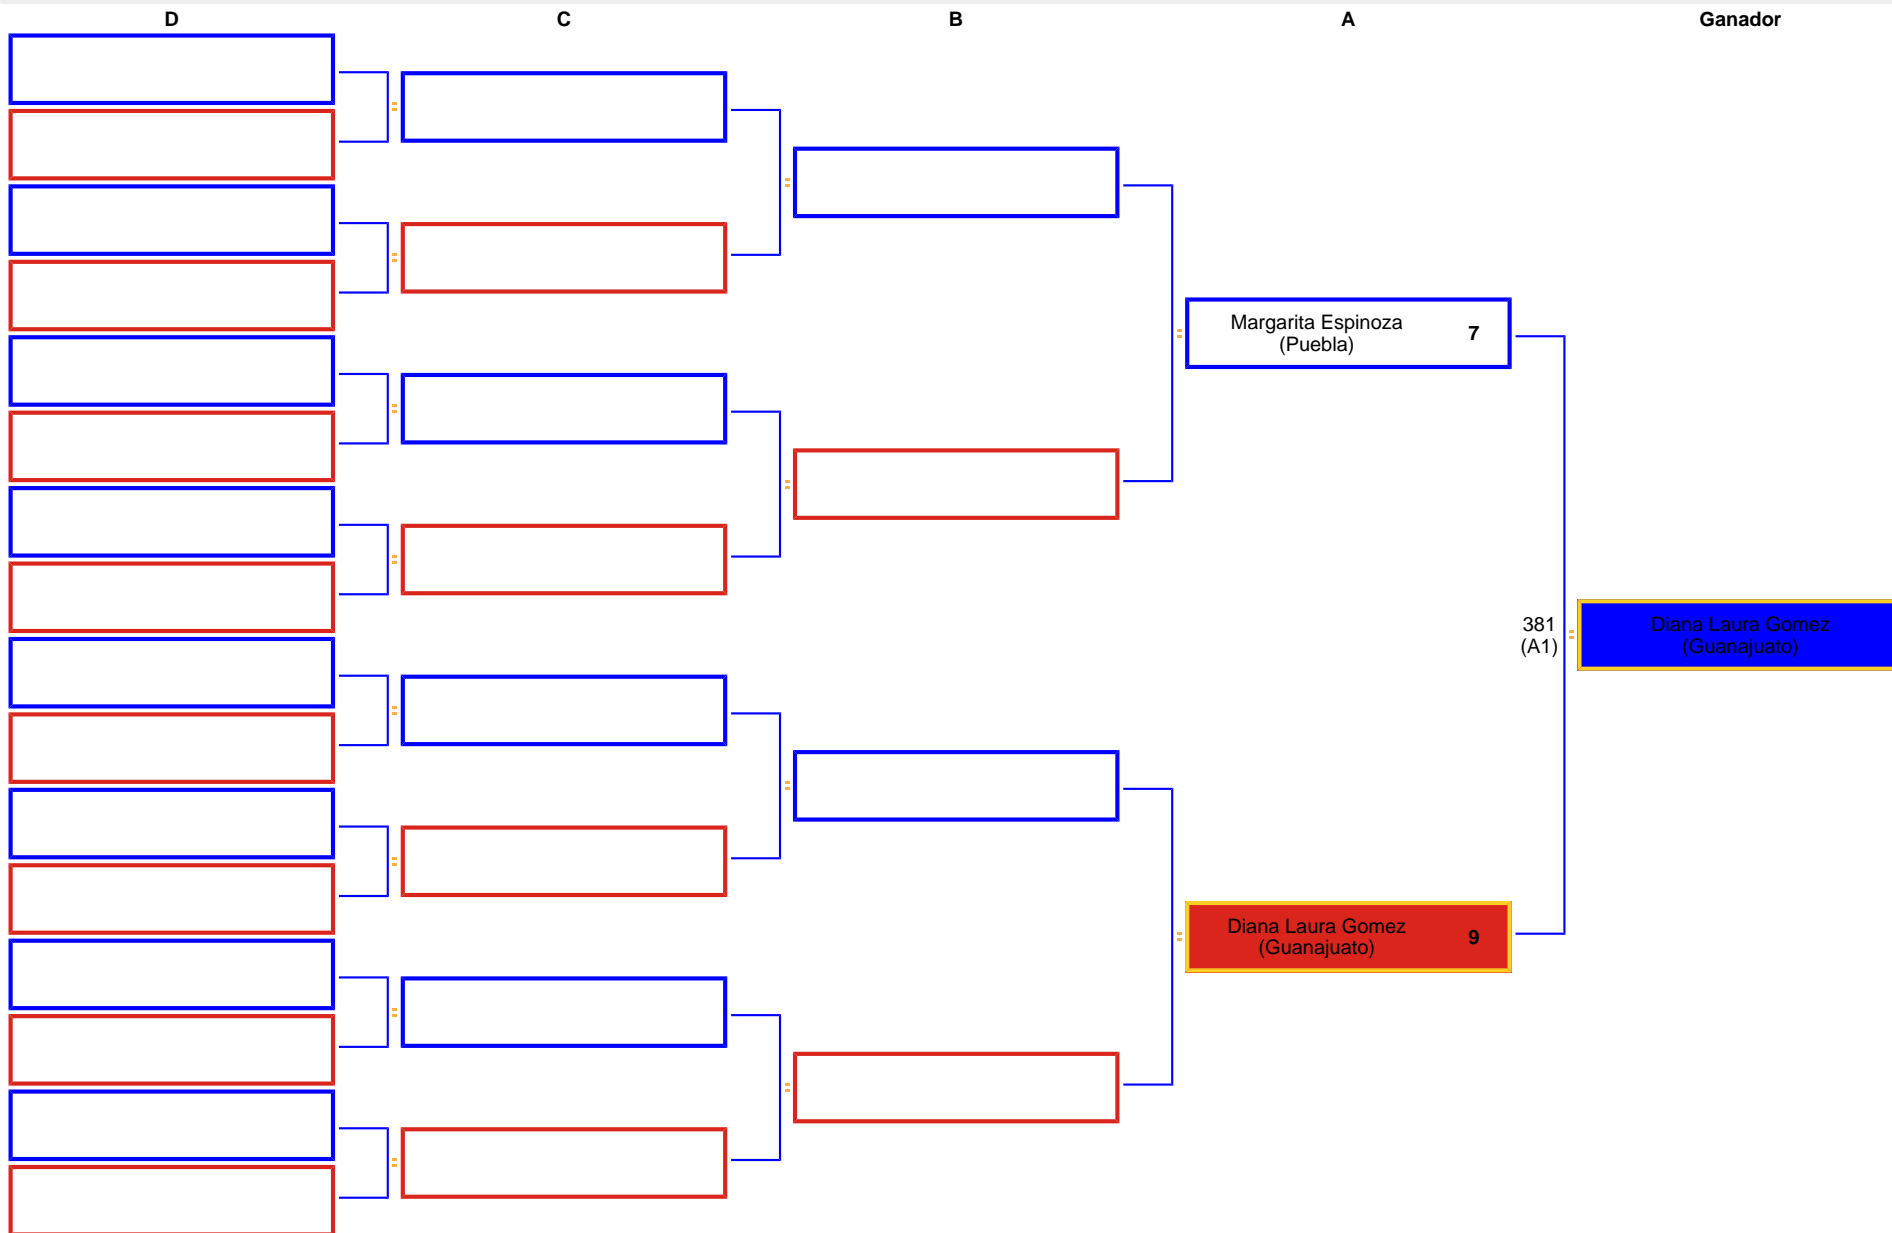 D
C
B
A
Ganador
Margarita Espinoza
(Puebla)
7
381
(A1)
Diana Laura Gomez
(Guanajuato)
Diana Laura Gomez
(Guanajuato)
9